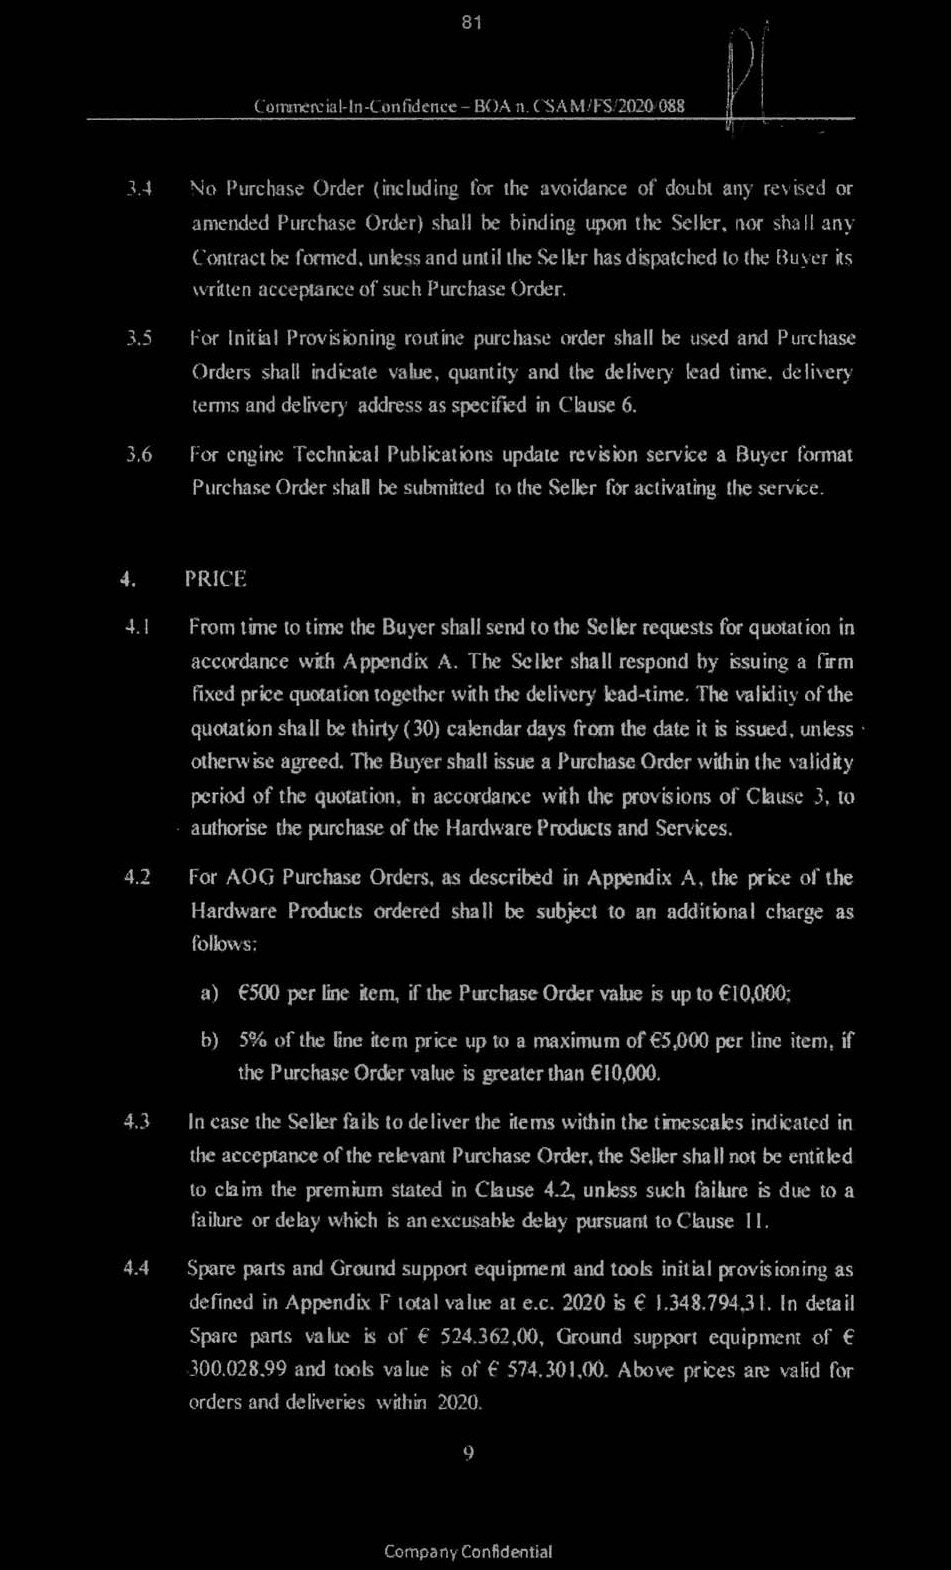 81
Commercial-In-Confidence – BOA n. CSAM/FS/2020/088
3.4 No Purchase Order (including for the avoidance of doubt any revised or
amended Purchase Order) shall be binding upon the Seller, nor shall any
Contract be formed, unless and until the Seller has dispatched to the Buyer its
written acceptance of such Purchase Order.
3.5 For Initial Provisioning routine purchase order shall be used and Purchase
Orders shall indicate value, quantity and the delivery lead time, delivery
terms and delivery address as specified in Clause 6.
3.6 For engine Technical Publications update revision service a Buyer format
Purchase Order shall be submitted to the Seller for activating the service.
4. PRICE
4.1 From time to time the Buyer shall send to the Seller requests for quotation in
accordance with Appendix A. The Seller shall respond by issuing a firm
fixed price quotation together with the delivery lead-time. The validity of the
quotation shall be thirty (30) calendar days from the date it is issued, unless
otherwise agreed. The Buyer shall issue a Purchase Order within the validity
period of the quotation, in accordance with the provisions of Clause 3, to
authorise the purchase of the Hardware Products and Services.
4.2 For AOG Purchase Orders, as described in Appendix A, the price of the
Hardware Products ordered shall be subject to an additional charge as
follows:
a) €500 per line item, if the Purchase Order value is up to €10,000;
b) 5% of the line item price up to a maximum of €5,000 per line item, if
the Purchase Order value is greater than €10,000.
4.3 In case the Seller fails to deliver the items within the timescales indicated in
the acceptance of the relevant Purchase Order, the Seller shall not be entitled
to claim the premium stated in Clause 4.2, unless such failure is due to a
failure or delay which is an excusable delay pursuant to Clause 11.
4.4 Spare parts and Ground support equipment and tools initial provisioning as
defined in Appendix F total value at e.c. 2020 is € 1.348.794,31. In detail
Spare parts value is of € 524.362,00, Ground support equipment of €
300.028,99 and tools value is of € 574.301,00. Above prices are valid for
orders and deliveries within 2020.
9
Company Confidential